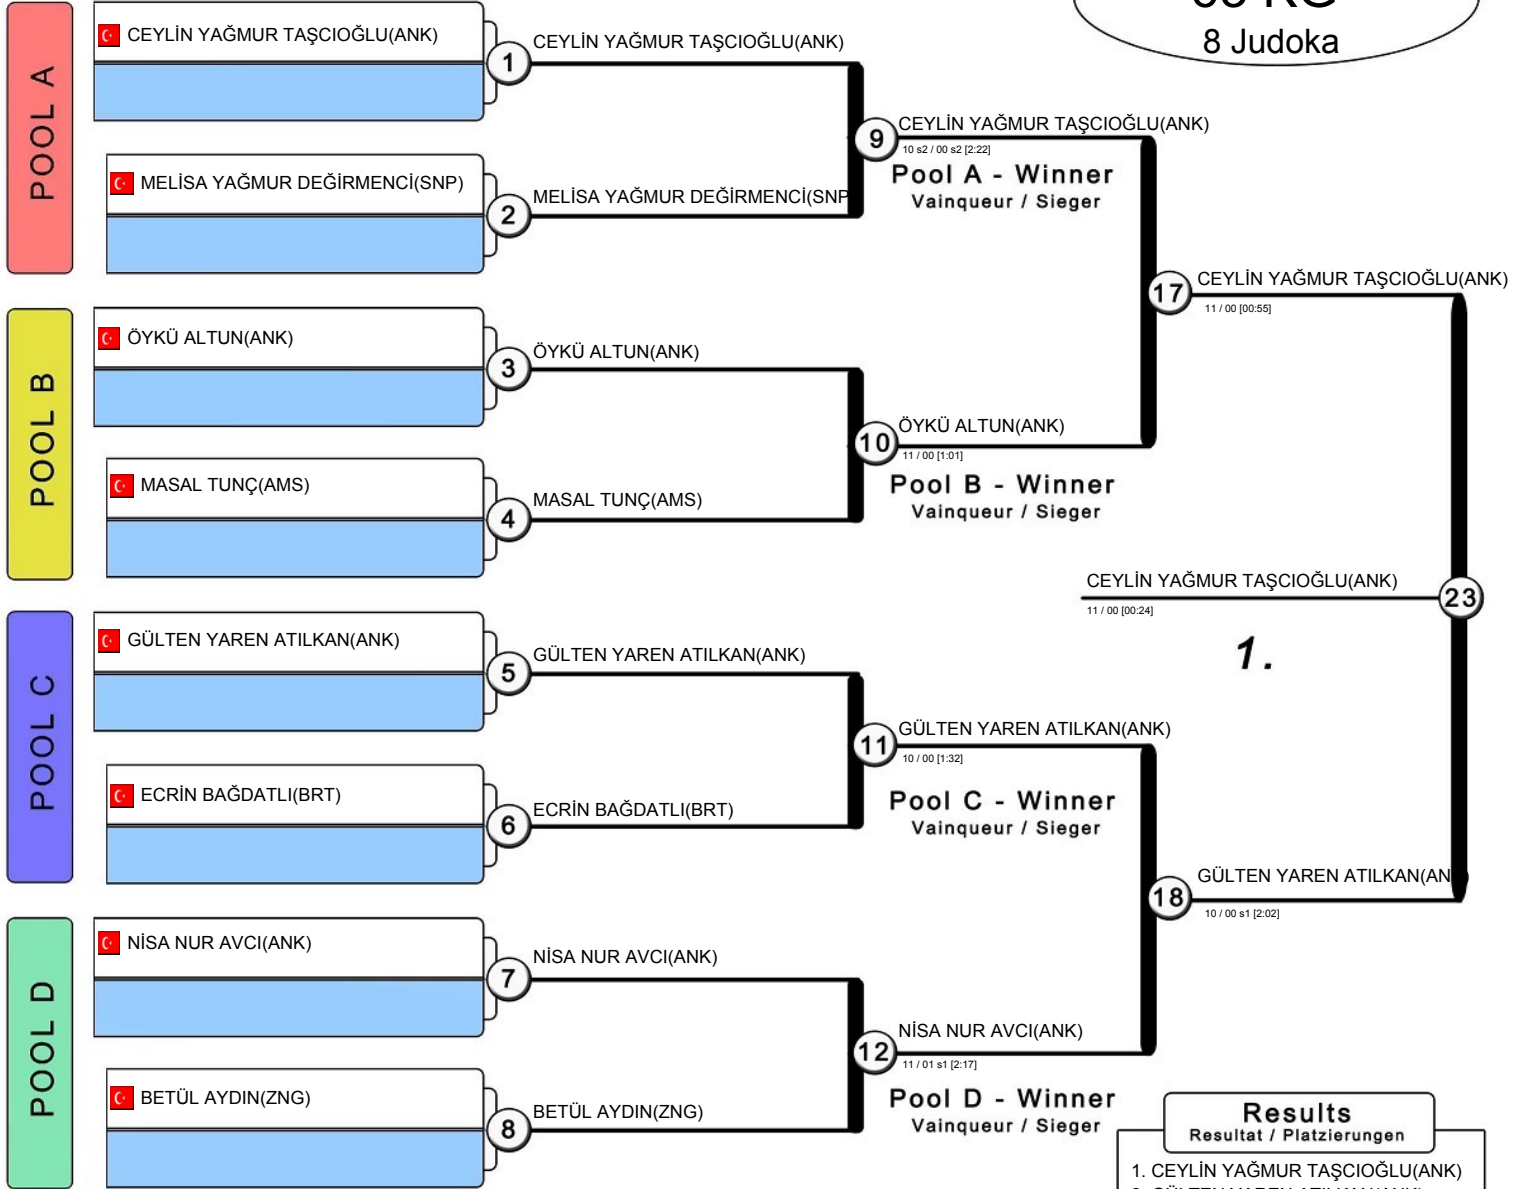 8 Judoka
POOL A
CEYLİN YAĞMUR TAŞCIOĞLU(ANK)
1
CEYLİN YAĞMUR TAŞCIOĞLU(ANK)
MELİSA YAĞMUR DEĞİRMENCİ(SNP)
2
MELİSA YAĞMUR DEĞİRMENCİ(SNP
9
CEYLİN YAĞMUR TAŞCIOĞLU(ANK)
10 s2 / 00 s2 [2:22]
Pool A - Winner
Vainqueur / Sieger
POOL B
ÖYKÜ ALTUN(ANK)
3
ÖYKÜ ALTUN(ANK)
MASAL TUNÇ(AMS)
4
MASAL TUNÇ(AMS)
10
ÖYKÜ ALTUN(ANK)
11 / 00 [1:01]
Pool B - Winner
Vainqueur / Sieger
17
CEYLİN YAĞMUR TAŞCIOĞLU(ANK)
11 / 00 [00:55]
CEYLİN YAĞMUR TAŞCIOĞLU(ANK)
23
11 / 00 [00:24]
1.
POOL C
GÜLTEN YAREN ATILKAN(ANK)
5
GÜLTEN YAREN ATILKAN(ANK)
ECRİN BAĞDATLI(BRT)
6
ECRİN BAĞDATLI(BRT)
11
GÜLTEN YAREN ATILKAN(ANK)
10 / 00 [1:32]
Pool C - Winner
Vainqueur / Sieger
18
GÜLTEN YAREN ATILKAN(AN
10 / 00 s1 [2:02]
POOL D
NİSA NUR AVCI(ANK)
7
NİSA NUR AVCI(ANK)
BETÜL AYDIN(ZNG)
8
BETÜL AYDIN(ZNG)
12
NİSA NUR AVCI(ANK)
11 / 01 s1 [2:17]
Pool D - Winner
Vainqueur / Sieger
Results
Resultat / Platzierungen
1. CEYLİN YAĞMUR TAŞCIOĞLU(ANK)